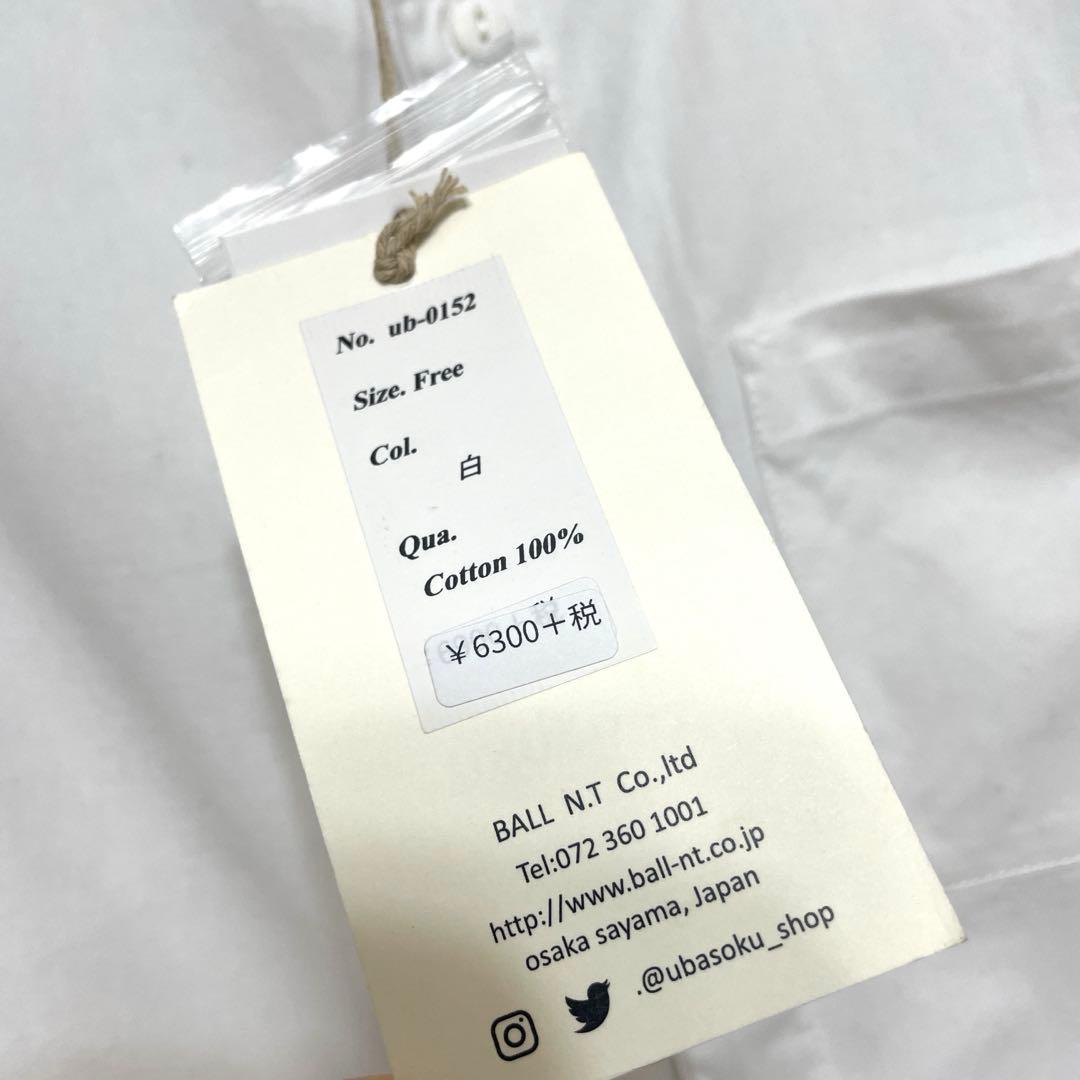 No. ub-0152
Size. Free
Col.
白
Qua.
Cotton 100%
¥6300+税
BALL N.T Co.,ltd
Tel:072 360 1001
http://www.ball-nt.co.jp
osaka sayama, Japan
.@ubasoku_shop